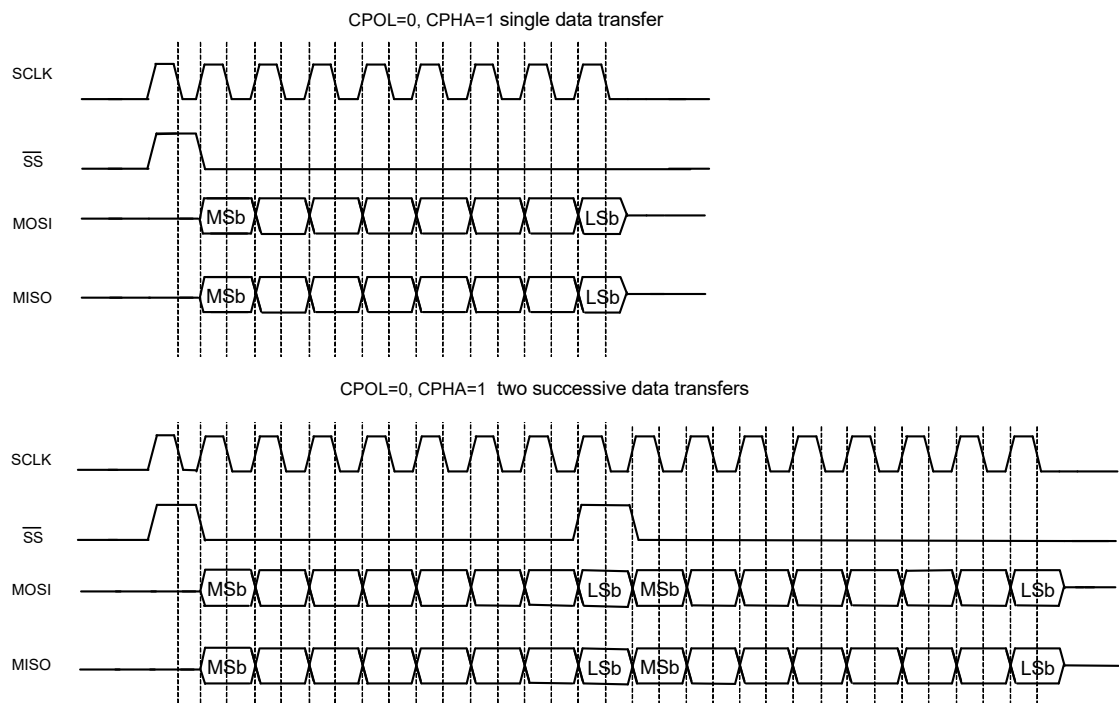 CPOL=0, CPHA=1 single data transfer
SCLK
SS
MOSI MSb LSb
MISO MSb LSb
CPOL=0, CPHA=1 two successive data transfers
SCLK
SS
MOSI MSb LSb MSb LSb
MISO MSb LSb MSb LSb